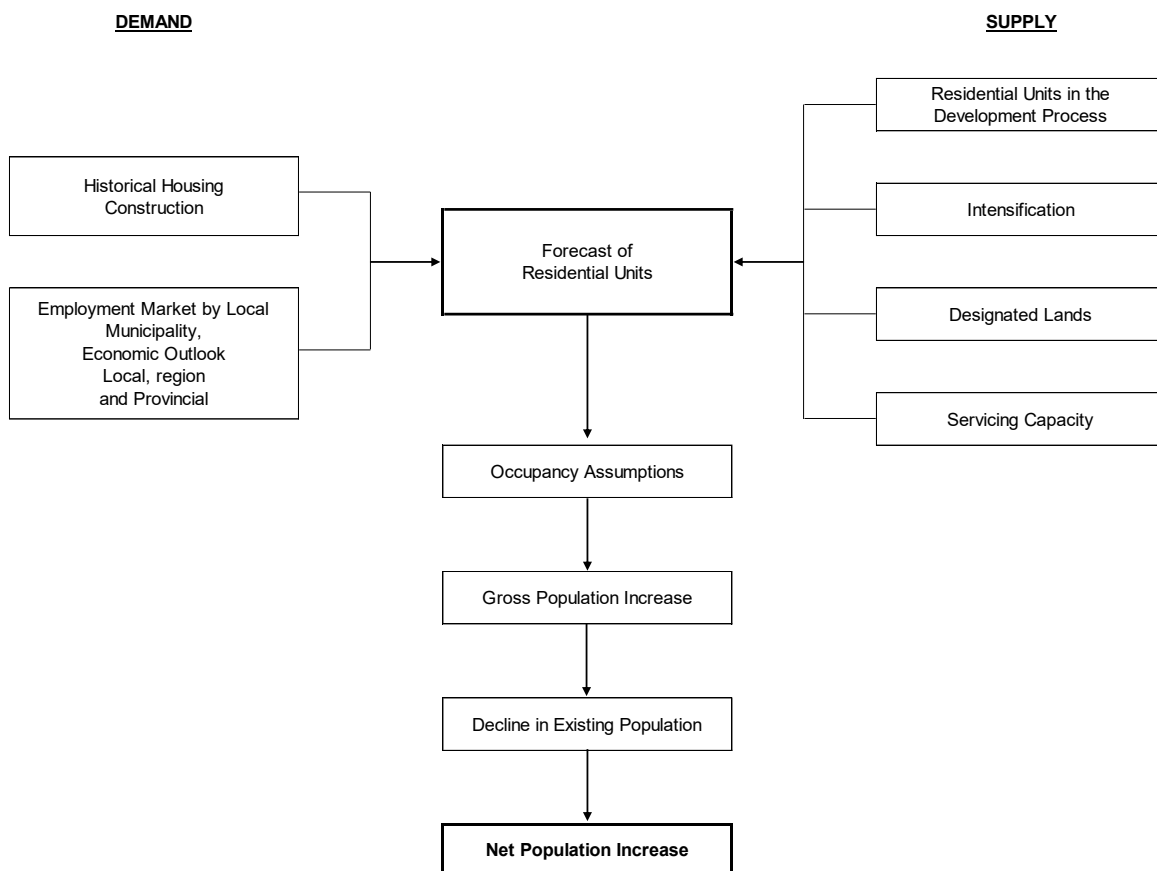 DEMAND
SUPPLY
Residential Units in the
Development Process
Historical Housing
Construction
Intensification
Forecast of
Residential Units
Employment Market by Local
Municipality,
Economic Outlook
Local, region
and Provincial
Designated Lands
Servicing Capacity
Occupancy Assumptions
Gross Population Increase
Decline in Existing Population
Net Population Increase